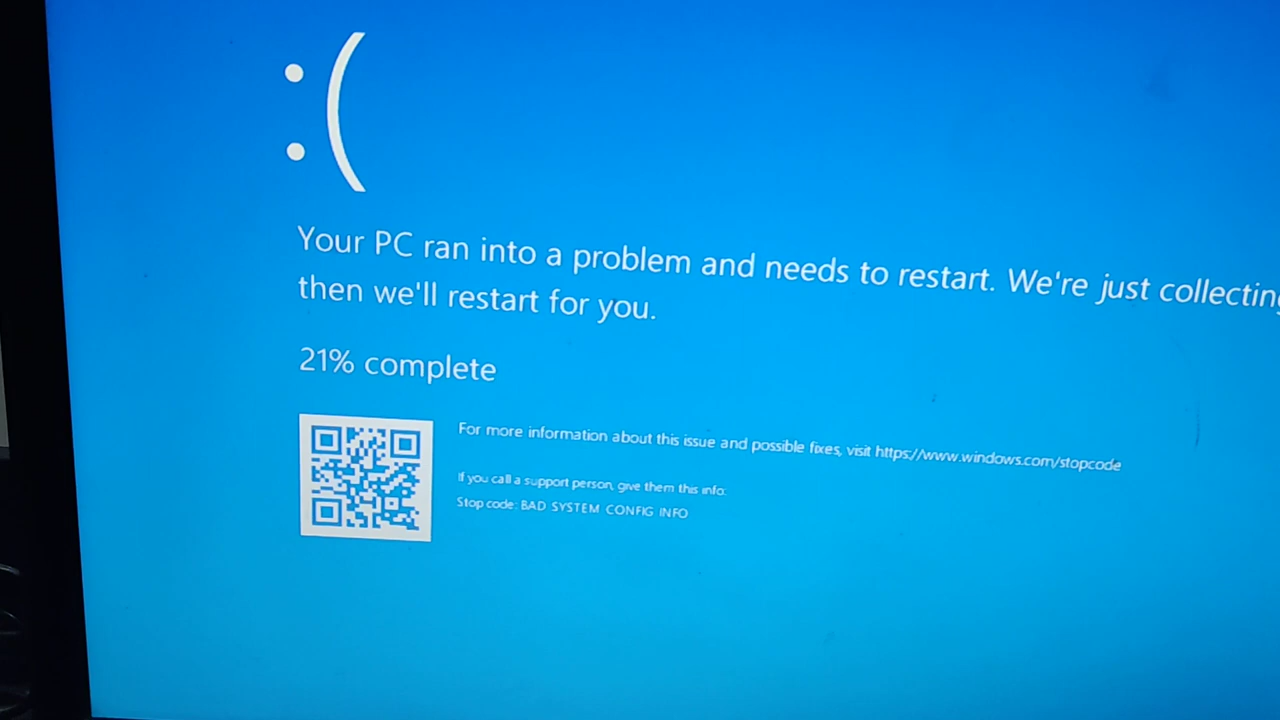 :(
Your PC ran into a problem and needs to restart. We're just collecting
then we'll restart for you.
21% complete
For more information about this issue and possible fixes, visit https://www.windows.com/stopcode
If you call a support person, give them this info:
Stop code: BAD SYSTEM CONFIG INFO